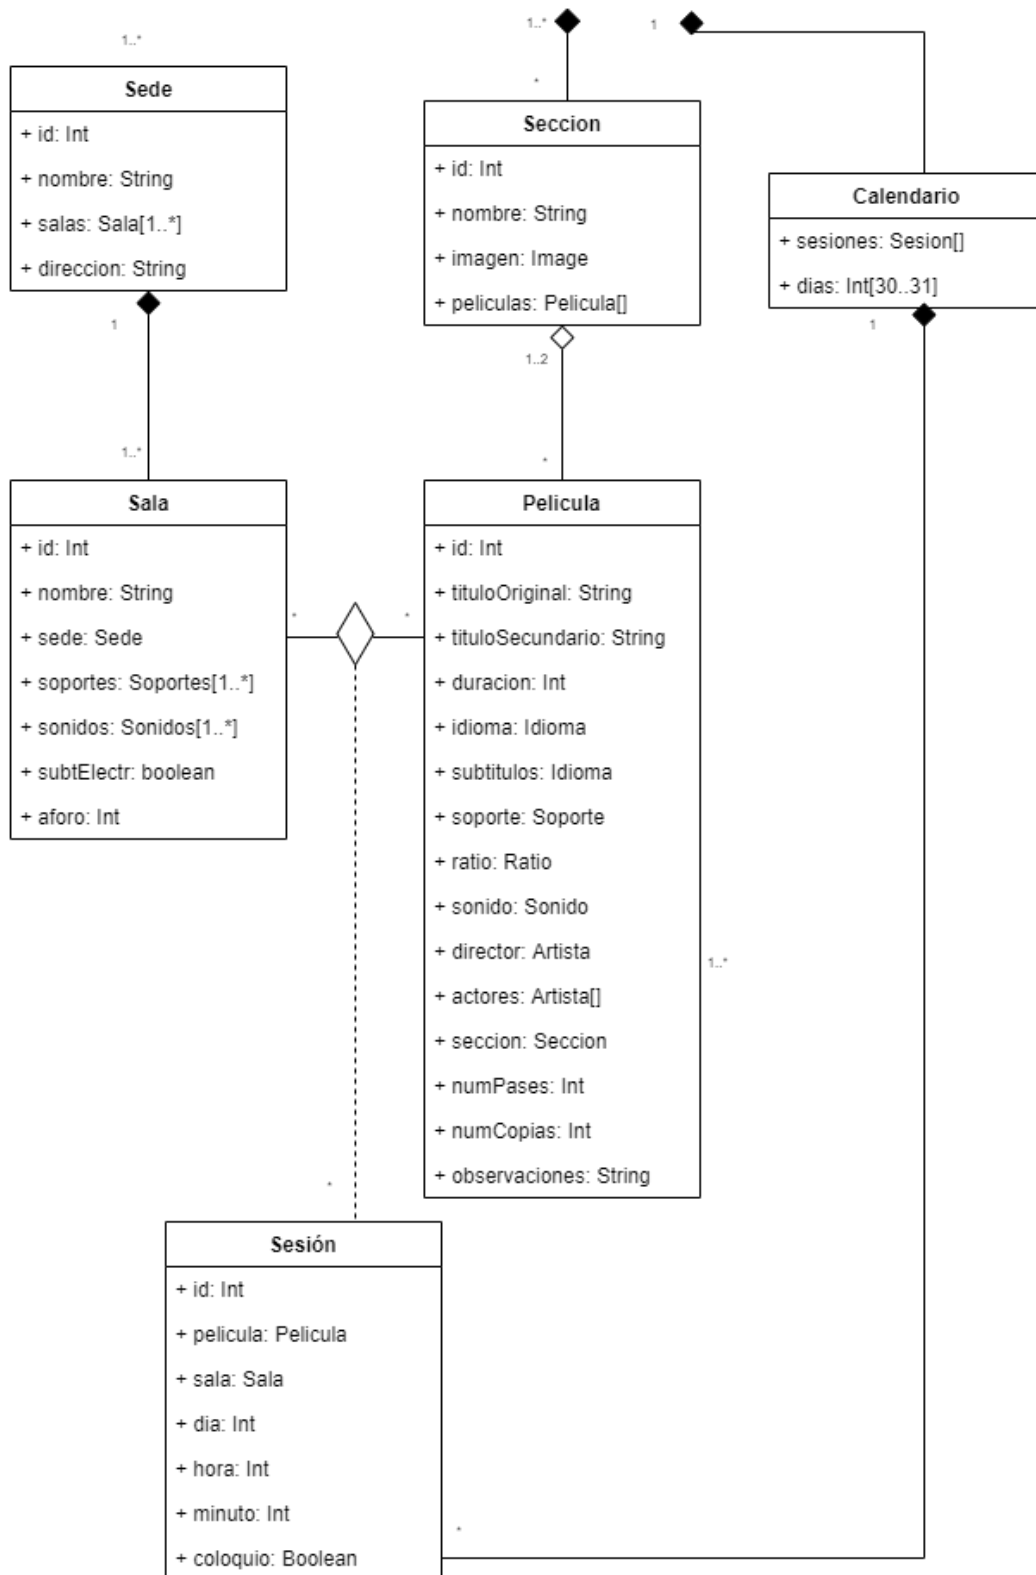 1..*
1
1..*
Sede
+ id: Int
+ nombre: String
+ salas: Sala[1..*]
+ direccion: String
1
1..*
*
Seccion
+ id: Int
+ nombre: String
+ imagen: Image
+ peliculas: Pelicula[]
1..2
*
Calendario
+ sesiones: Sesion[]
+ dias: Int[30..31]
1
Sala
+ id: Int
+ nombre: String
+ sede: Sede
+ soportes: Soportes[1..*]
+ sonidos: Sonidos[1..*]
+ subtElectr: boolean
+ aforo: Int
*
*
Pelicula
+ id: Int
+ tituloOriginal: String
+ tituloSecundario: String
+ duracion: Int
+ idioma: Idioma
+ subtitulos: Idioma
+ soporte: Soporte
+ ratio: Ratio
+ sonido: Sonido
+ director: Artista
+ actores: Artista[]
+ seccion: Seccion
+ numPases: Int
+ numCopias: Int
+ observaciones: String
1..*
*
Sesión
+ id: Int
+ pelicula: Pelicula
+ sala: Sala
+ dia: Int
+ hora: Int
+ minuto: Int
+ coloquio: Boolean
*